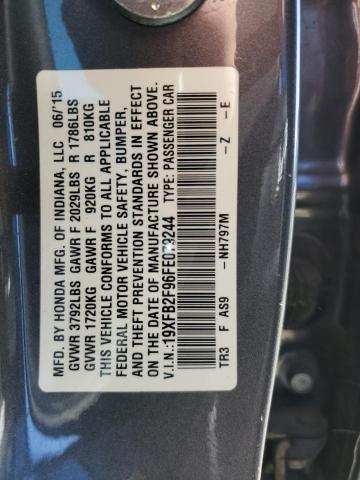 MFD. BY HONDA MFG. OF INDIANA, LLC 06/'15
GVWR 3792LBS GAWR F 2029LBS R 1786LBS
GVWR 1720KG GAWR F 920KG R 810KG
THIS VEHICLE CONFORMS TO ALL APPLICABLE
FEDERAL MOTOR VEHICLE SAFETY, BUMPER,
AND THEFT PREVENTION STANDARDS IN EFFECT
ON THE DATE OF MANUFACTURE SHOWN ABOVE.
V.I.N.: TYPE: PASSENGER CAR
TR3 F AS9 -NH797M -Z -E